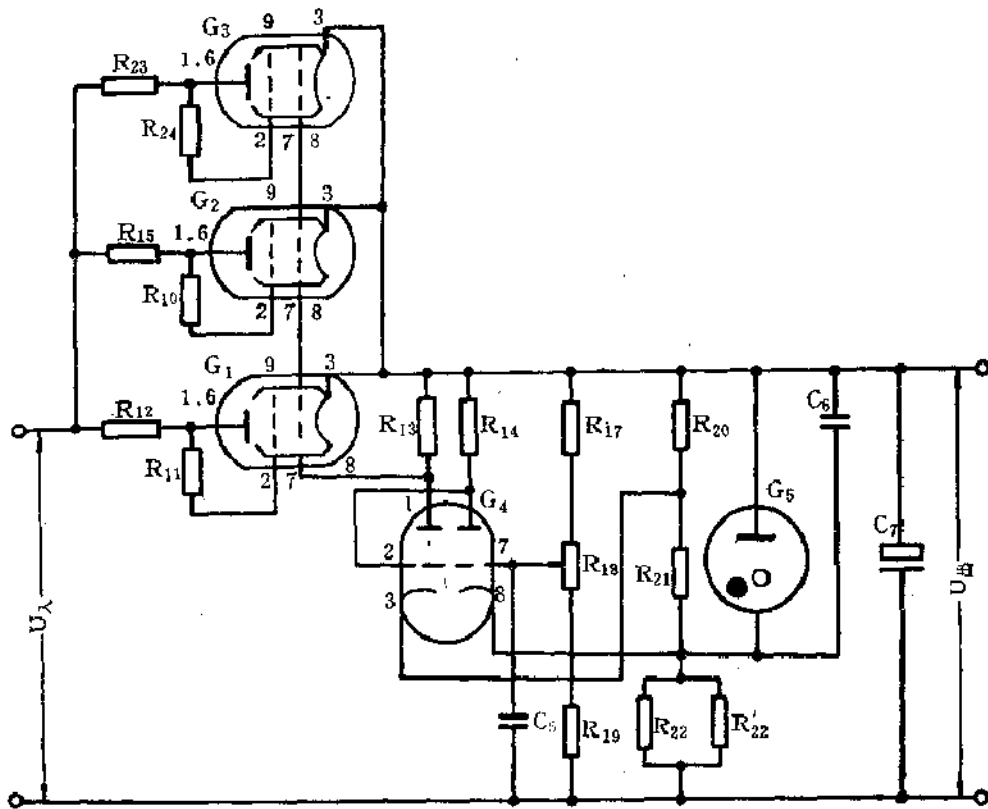 G₃ 9 3
R₂₃ 1.6
R₂₄ 2 7 8
G₂ 9 3
R₁₅ 1.6
R₁₀ 2 7 8
G₁ 9 3
R₁₂ 1.6
R₁₁ 2 7 8
R₁₃ R₁₄ R₁₇ R₂₀ C₆
1 G₄ G₅
2 7 R₁₈ R₂₁ C₇
3 8
U入 U出
C₅ R₁₉ R₂₂ R₂₂′